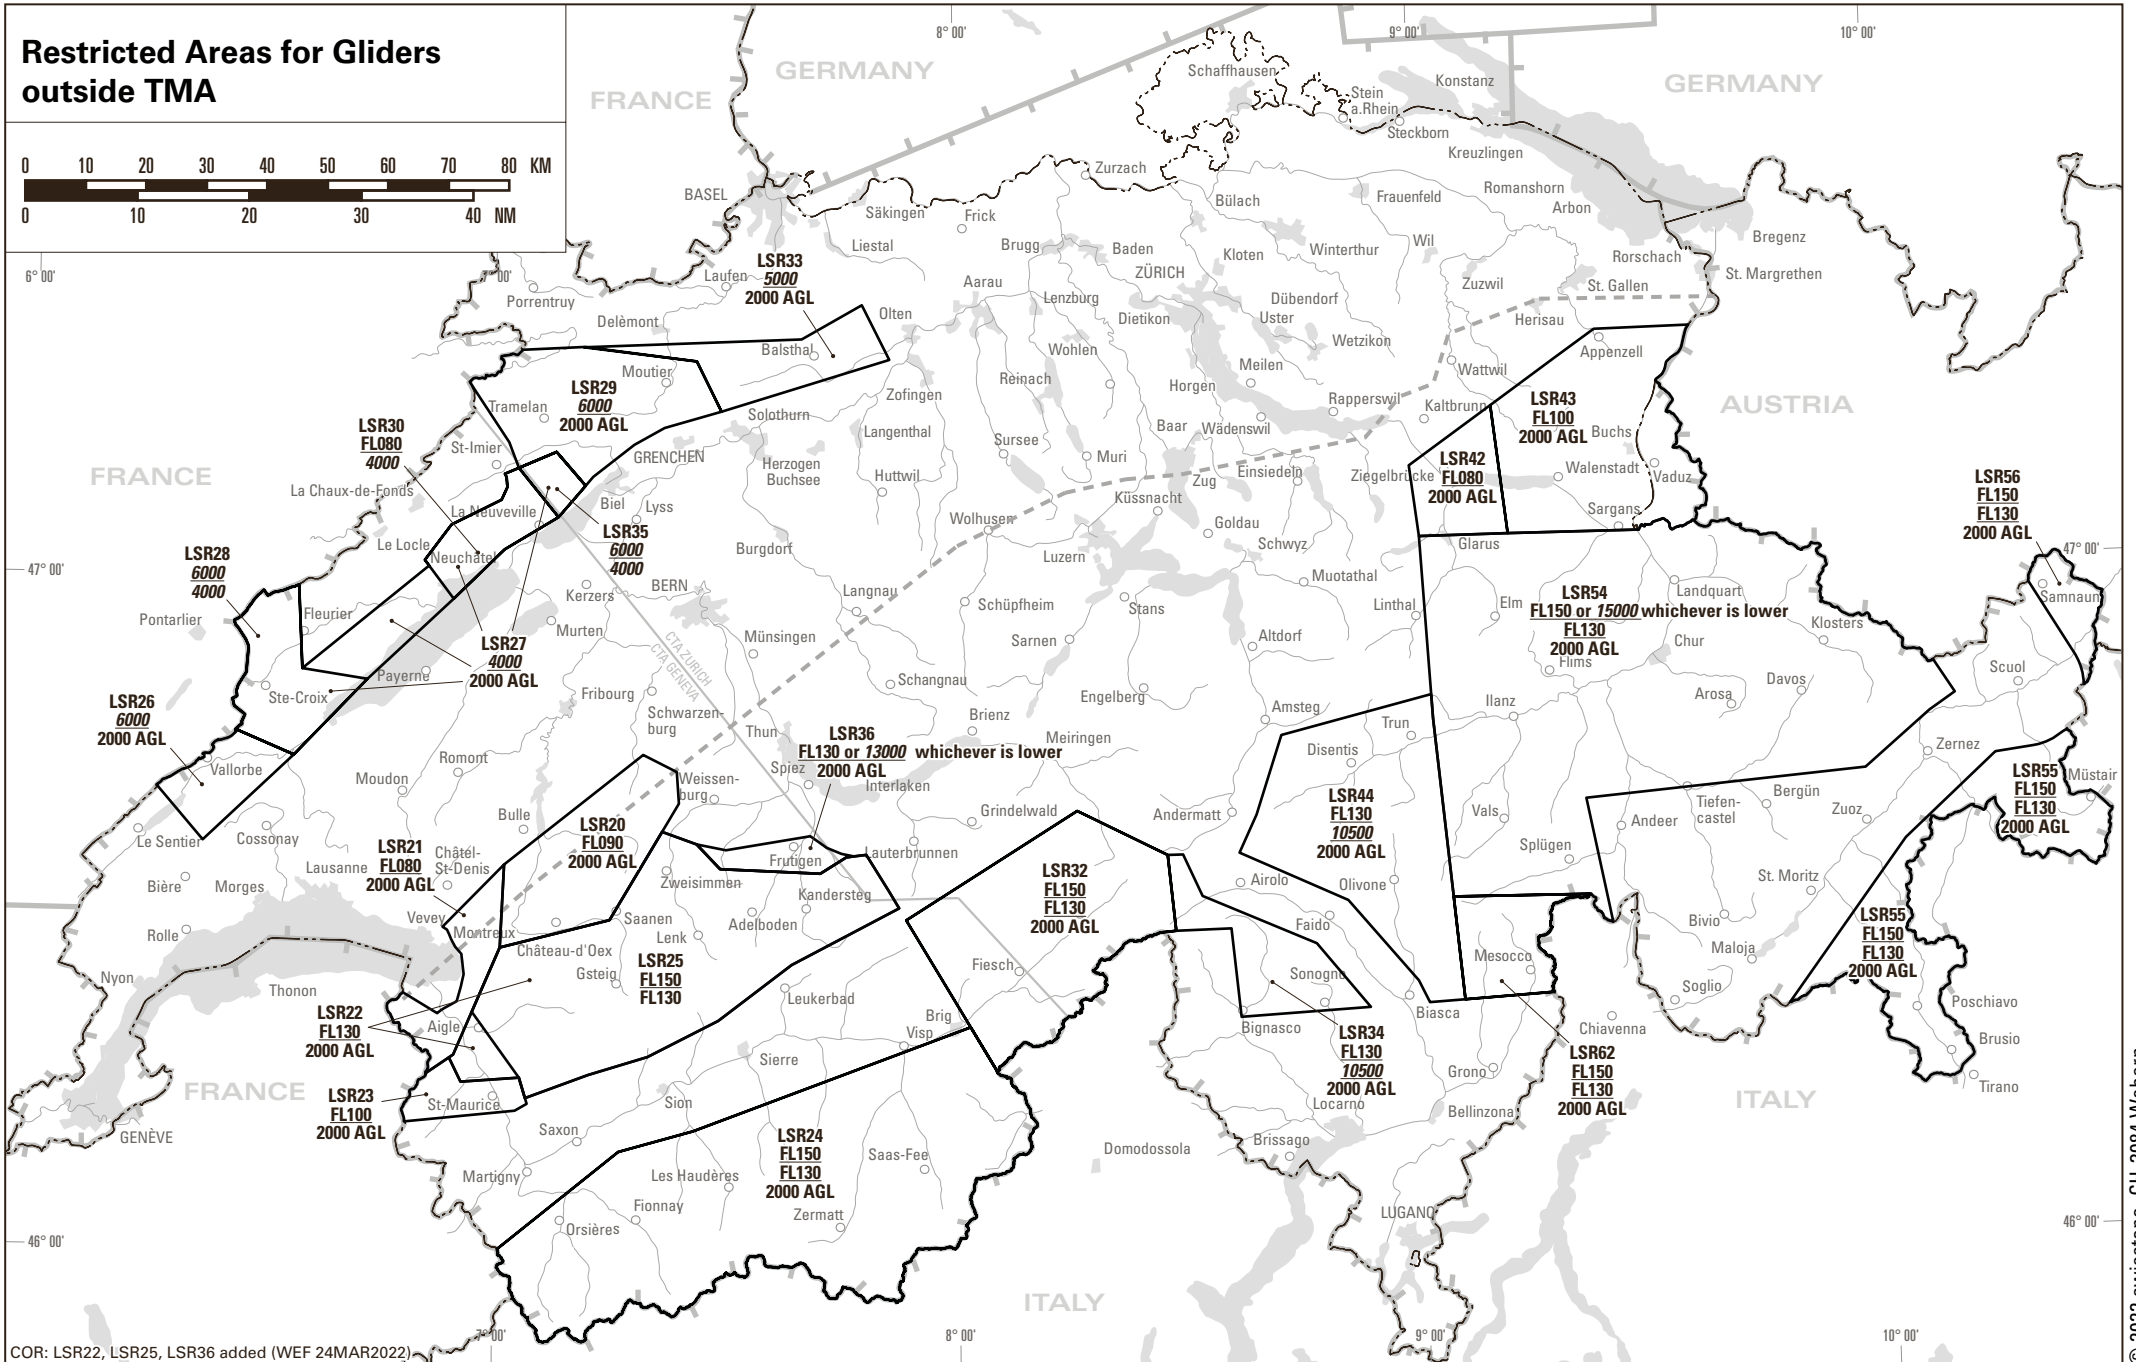 Restricted Areas for Gliders
outside TMA
0 10 20 30 40 50 60 70 80 KM
0 10 20 30 40 NM
6° 00'
7° 00'
8° 00'
9° 00'
10° 00'
FRANCE
GERMANY
GERMANY
Schaffhausen
Stein
a.Rhein
Konstanz
Steckborn
Kreuzlingen
Zurzach
BASEL
Säkingen
Frick
Bülach
Frauenfeld
Romanshorn
Arbon
Liestal
Brugg
Baden
Kloten
Winterthur
Wil
Rorschach
Bregenz
Laufen
LSR33
5000
2000 AGL
ZÜRICH
Aarau
Lenzburg
Dübendorf
Zuzwil
St. Gallen
St. Margrethen
Porrentruy
Delèmont
Olten
Dietikon
Uster
Herisau
Balsthal
Wohlen
Wetzikon
Appenzell
Moutier
Reinach
Meilen
Wattwil
LSR29
6000
2000 AGL
Tramelan
Zofingen
Horgen
Rapperswil
Kaltbrunn
LSR43
FL100
2000 AGL
AUSTRIA
Solothurn
Langenthal
Baar
Wädenswil
Buchs
LSR30
FL080
4000
St-Imier
GRENCHEN
Herzogen
Buchsee
Sursee
Muri
Einsiedeln
Ziegelbrücke
LSR42
FL080
2000 AGL
Walenstadt
Vaduz
FRANCE
Huttwil
Zug
La Chaux-de-Fonds
La Neuveville
Biel
Lyss
Küssnacht
Sargans
LSR56
FL150
FL130
2000 AGL
LSR35
6000
4000
Wolhusen
Goldau
Le Locle
Neuchâtel
Burgdorf
Luzern
Schwyz
Glarus
47° 00'
47° 00'
LSR28
6000
4000
Kerzers
BERN
Muotathal
Langnau
Schüpfheim
Stans
Linthal
Elm
LSR54
FL150 or 15000 whichever is lower
FL130
2000 AGL
Landquart
Samnaun
Pontarlier
Fleurier
Murten
Münsingen
Sarnen
Altdorf
Chur
Klosters
LSR27
4000
2000 AGL
CTA ZURICH
CTA GENEVA
Flims
Payerne
Schangnau
Scuol
Ste-Croix
Fribourg
Engelberg
Ilanz
Arosa
Davos
LSR26
6000
2000 AGL
Schwarzen-
burg
Thun
Brienz
Amsteg
Trun
LSR36
FL130 or 13000 whichever is lower
2000 AGL
Meiringen
Disentis
Zernez
Vallorbe
Romont
Moudon
Spiez
Interlaken
Weissen-
burg
LSR55
FL150
FL130
2000 AGL
Müstair
Bulle
Grindelwald
Andermatt
LSR44
FL130
10500
2000 AGL
Vals
Tiefen-
castel
Bergün
Zuoz
Andeer
Le Sentier
Cossonay
LSR20
FL090
2000 AGL
LSR21
FL080
2000 AGL
Châtel-
St-Denis
Frutigen
Lauterbrunnen
Splügen
Lausanne
Zweisimmen
LSR32
FL150
FL130
2000 AGL
Airolo
Olivone
St. Moritz
Bière
Morges
Kandersteg
Vevey
Saanen
Adelboden
Faido
Bivio
LSR55
FL150
FL130
2000 AGL
Rolle
Montreux
Lenk
Château-d'Oex
Maloja
Gsteig
LSR25
FL150
FL130
Fiesch
Sonogno
Mesocco
Nyon
Thonon
Leukerbad
Soglio
Poschiavo
LSR22
FL130
2000 AGL
Aigle
Brig
Visp
Bignasco
Biasca
Chiavenna
LSR34
FL130
10500
2000 AGL
Brusio
Sierre
LSR62
FL150
FL130
2000 AGL
Grono
Tirano
FRANCE
LSR23
FL100
2000 AGL
St-Maurice
Sion
Locarno
Bellinzona
ITALY
GENÈVE
Saxon
LSR24
FL150
FL130
2000 AGL
Domodossola
Brissago
Saas-Fee
Martigny
Les Haudères
Fionnay
Zermatt
LUGANO
Orsières
46° 00'
46° 00'
ITALY
7° 00'
8° 00'
9° 00'
10° 00'
COR: LSR22, LSR25, LSR36 added (WEF 24MAR2022)
© 2022 swisstopo, CH-3084 Wabern